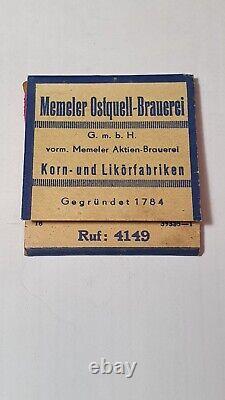 Memeler Ostquell-Brauerei
G. m. b. H.
vorm. Memeler Aktien-Brauerei
Korn- und Likörfabriken
Gegründet 1784
Ruf: 4149